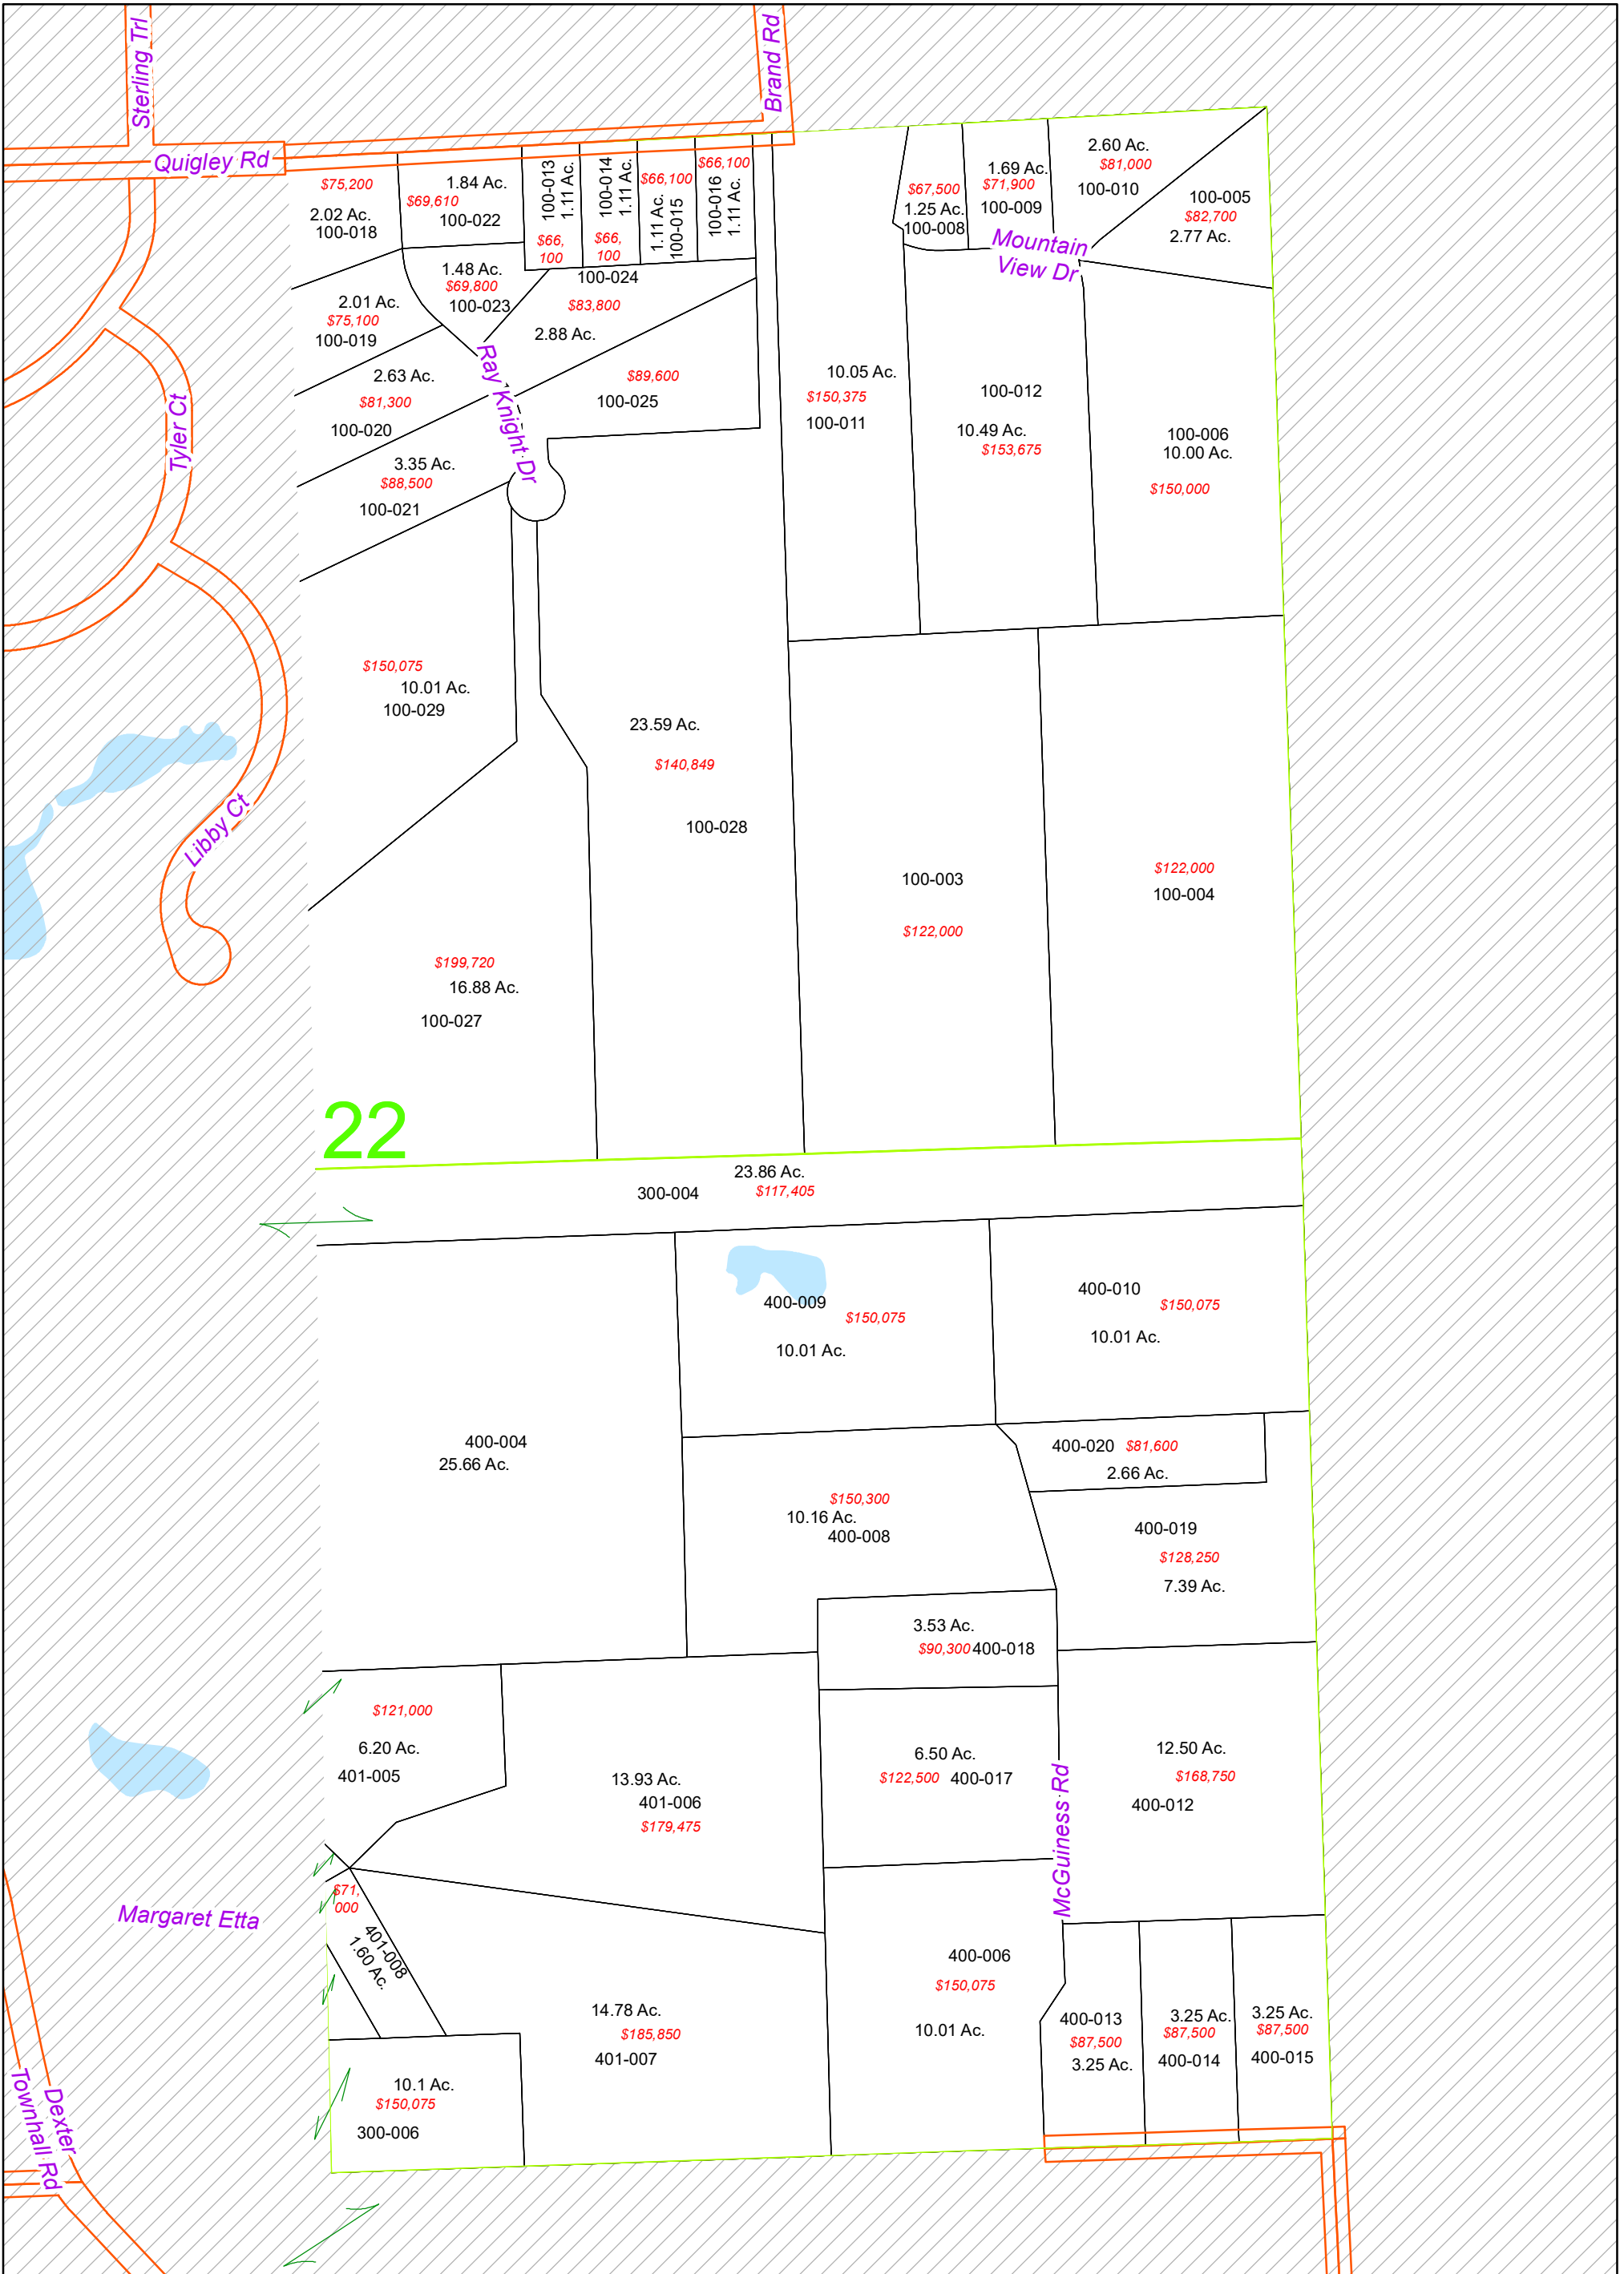 Sterling Trl
Brand Rd
Quigley Rd
$75,200
2.02 Ac.
100-018
1.84 Ac.
$69,610
100-022
100-013
1.11 Ac.
$66,
100
100-014
1.11 Ac.
$66,
100
$66,100
1.11 Ac.
100-015
$66,100
100-016
1.11 Ac.
$67,500
1.25 Ac.
100-008
1.69 Ac.
$71,900
100-009
2.60 Ac.
$81,000
100-010
100-005
$82,700
2.77 Ac.
Mountain
View Dr
1.48 Ac.
$69,800
100-023
100-024
$83,800
2.88 Ac.
2.01 Ac.
$75,100
100-019
2.63 Ac.
$81,300
100-020
Ray Knight Dr
$89,600
100-025
3.35 Ac.
$88,500
100-021
Tyler Ct
10.05 Ac.
$150,375
100-011
100-012
10.49 Ac.
$153,675
100-006
10.00 Ac.
$150,000
$150,075
10.01 Ac.
100-029
23.59 Ac.
$140,849
100-028
Libby Ct
100-003
$122,000
$122,000
100-004
$199,720
16.88 Ac.
100-027
22
23.86 Ac.
300-004
$117,405
400-009
$150,075
10.01 Ac.
400-010
$150,075
10.01 Ac.
400-004
25.66 Ac.
400-020
$81,600
2.66 Ac.
$150,300
10.16 Ac.
400-008
400-019
$128,250
7.39 Ac.
3.53 Ac.
$90,300
400-018
$121,000
6.20 Ac.
401-005
13.93 Ac.
401-006
$179,475
6.50 Ac.
$122,500
400-017
McGuiness Rd
12.50 Ac.
$168,750
400-012
$71,
000
401-008
1.60 Ac.
Margaret Etta
400-006
$150,075
10.01 Ac.
14.78 Ac.
$185,850
401-007
400-013
$87,500
3.25 Ac.
3.25 Ac.
$87,500
400-014
3.25 Ac.
$87,500
400-015
10.1 Ac.
$150,075
300-006
Dexter
Townhall Rd